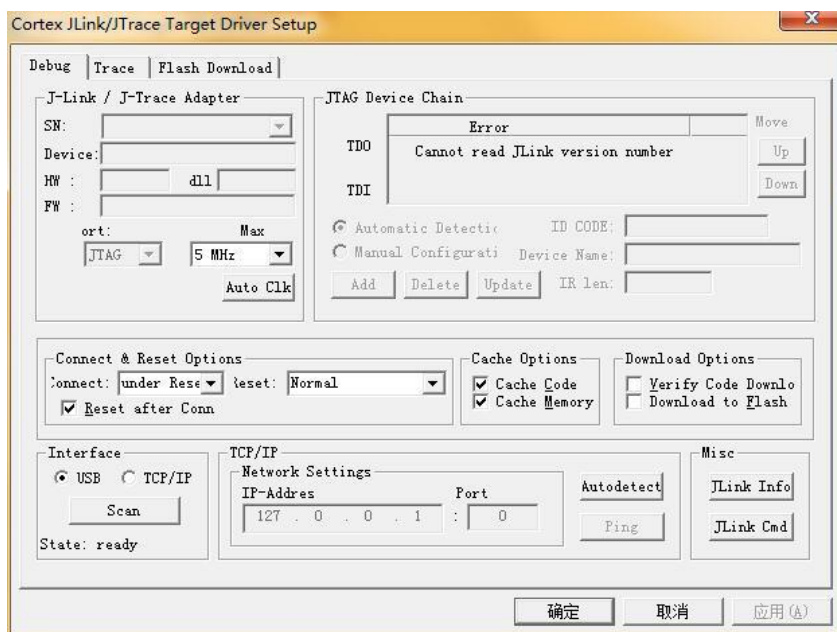 Cortex JLink/JTrace Target Driver Setup
Debug Trace Flash Download
J-Link / J-Trace Adapter
SN:
Device:
HW : dll
FW :
ort: Max
JTAG 5 MHz
Auto Clk
JTAG Device Chain
Error Move
TDO Cannot read JLink version number Up
TDI Down
Automatic Detectic ID CODE:
Manual Configurati Device Name:
Add Delete Update IR len:
Connect & Reset Options
Connect: under Rese Reset: Normal
Reset after Conn
Cache Options
Cache Code
Cache Memory
Download Options
Verify Code Downlo
Download to Flash
Interface
USB TCP/IP
Scan
State: ready
TCP/IP
Network Settings
IP-Addres Port
127 . 0 . 0 . 1 : 0
Autodetect
Ping
Misc
JLink Info
JLink Cmd
确定 取消 应用(A)